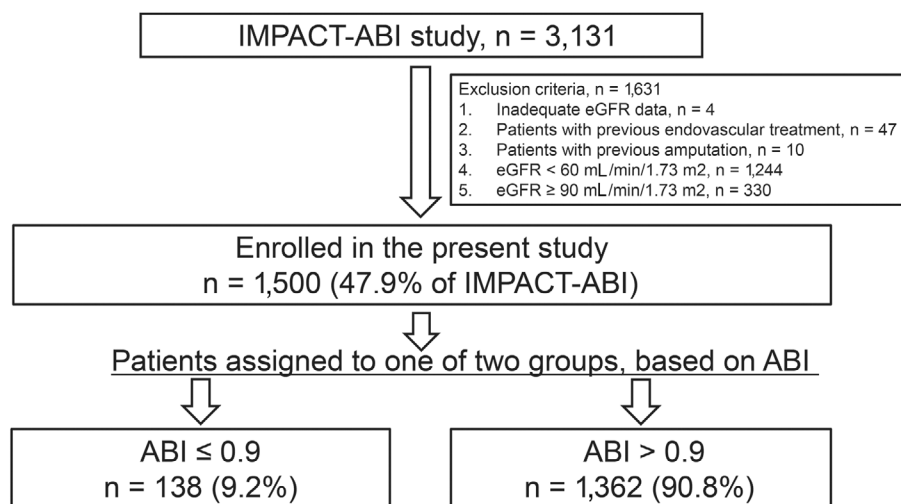 IMPACT-ABI study, n = 3,131
Exclusion criteria, n = 1,631
1. Inadequate eGFR data, n = 4
2. Patients with previous endovascular treatment, n = 47
3. Patients with previous amputation, n = 10
4. eGFR < 60 mL/min/1.73 m2, n = 1,244
5. eGFR ≥ 90 mL/min/1.73 m2, n = 330
Enrolled in the present study
n = 1,500 (47.9% of IMPACT-ABI)
Patients assigned to one of two groups, based on ABI
ABI ≤ 0.9
n = 138 (9.2%)
ABI > 0.9
n = 1,362 (90.8%)